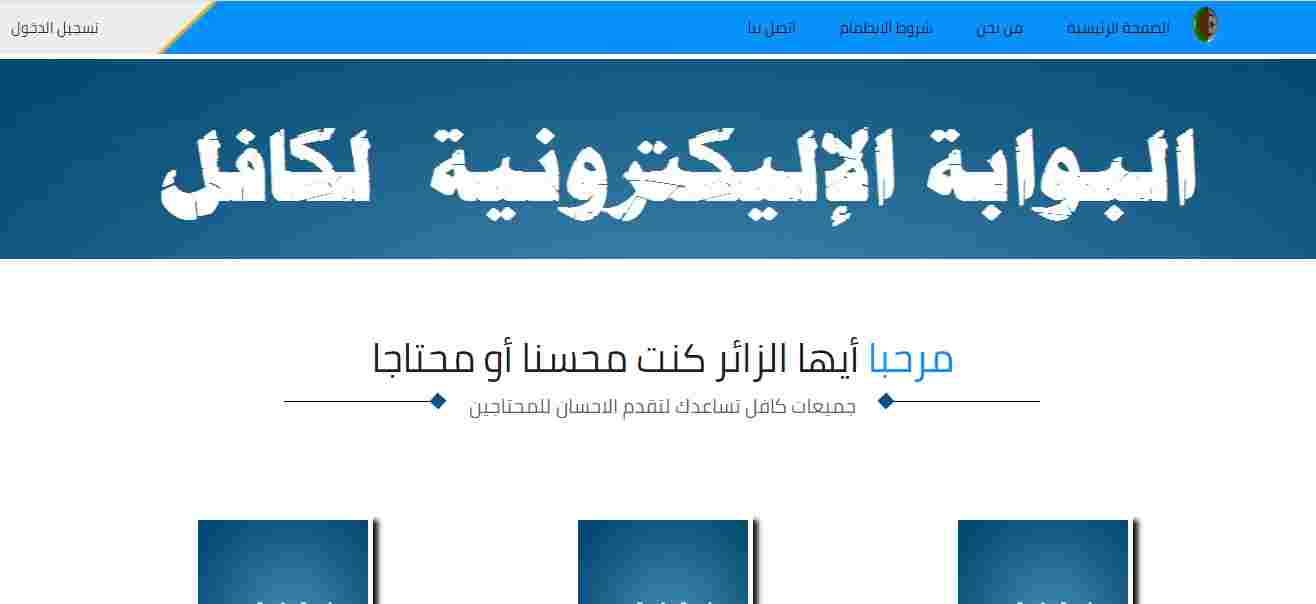 الصفحة الرئيسية
من نحن
شروط الانظمام
اتصل بنا
تسجيل الدخول
البوابة الإليكترونية لكافل
مرحبا أيها الزائر كنت محسنا أو محتاجا
جميعات كافل تساعدك لتقدم الاحسان للمحتاجين